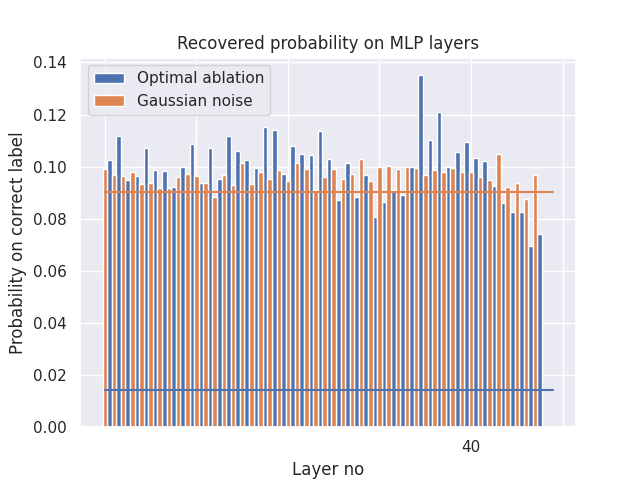 Recovered probability on MLP layers
Optimal ablation
Gaussian noise
Probability on correct label
0.14
0.12
0.10
0.08
0.06
0.04
0.02
0.00
40
Layer no